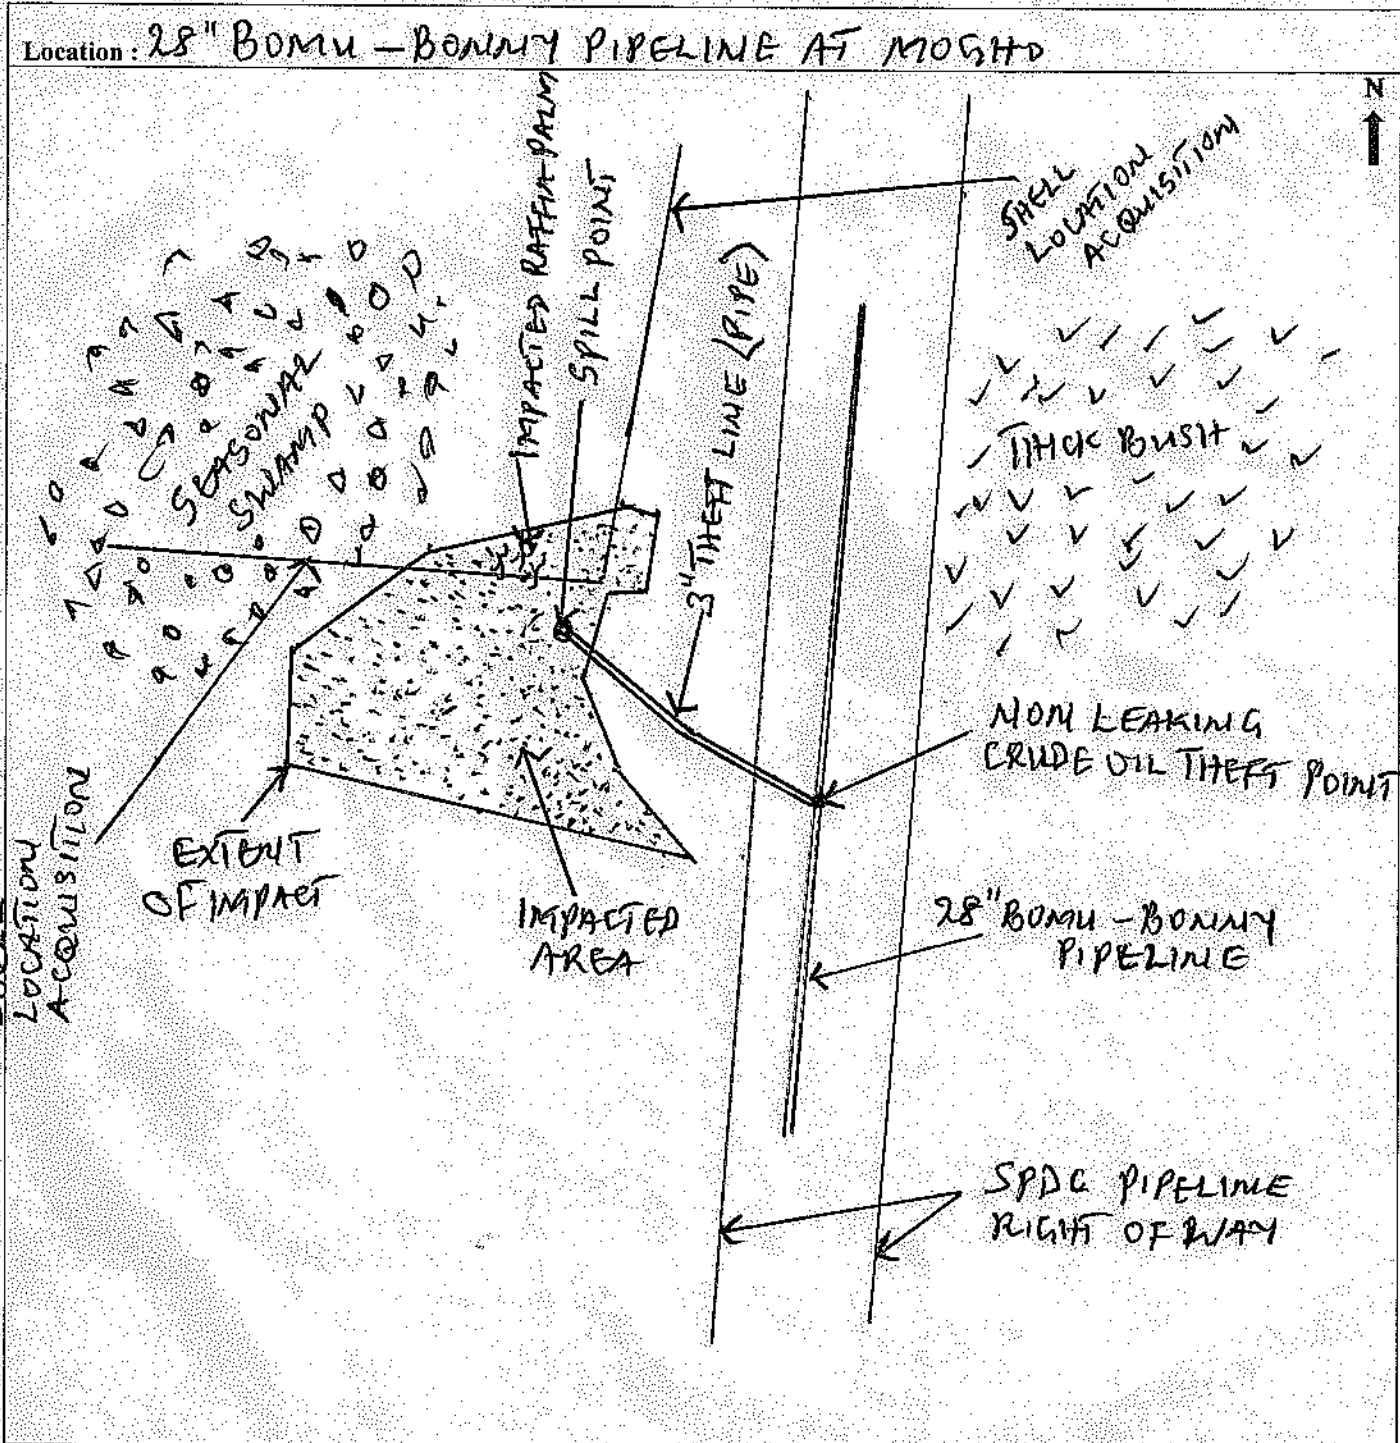 Location : 28" BOMU – BONNY PIPELINE AT MOGHO
N
SHELL
LOCATION
ACQUISITION
IMPACTED RAFFIA PALM
SPILL POINT
3" THEFT LINE (PIPE)
SEASONAL
SWAMP
THICK BUSH
NON LEAKING
CRUDE OIL THEFT POINT
LOCATION
ACQUISITION
EXTENT
OF IMPACT
IMPACTED
AREA
28" BOMU – BONNY
PIPELINE
SPDC PIPELINE
RIGHT OF WAY